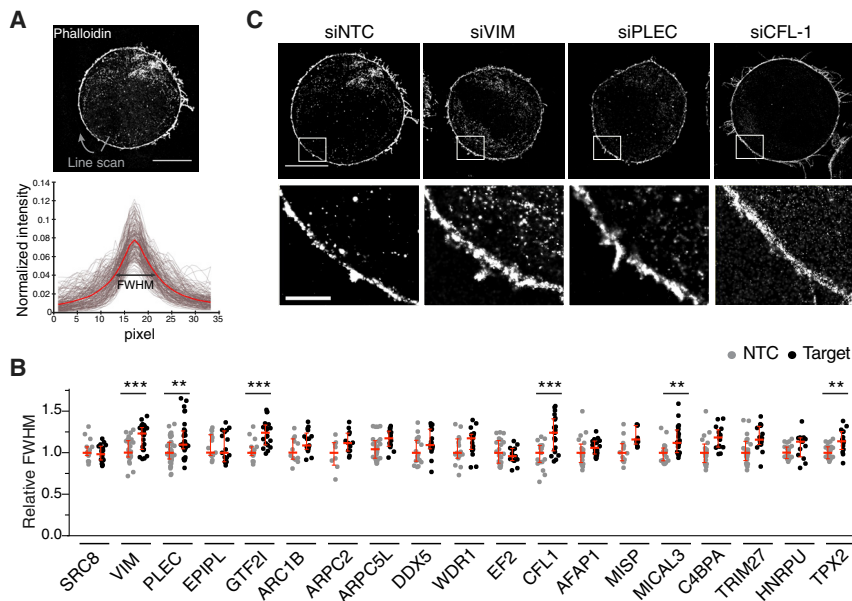 A
Phalloidin
Line scan
Normalized intensity
0.14
0.12
0.10
0.08
0.06
0.04
0.02
0
FWHM
0 5 10 15 20 25 30 35
pixel
C
siNTC siVIM siPLEC siCFL-1
B
NTC Target
*** ** *** *** ** **
Relative FWHM
1.5
1.0
0.5
SRC8
VIM
PLEC
EPIPL
GTF2I
ARC1B
ARPC2
ARPC5L
DDX5
WDR1
EF2
CFL1
AFAP1
MISP
MICAL3
C4BPA
TRIM27
HNRPU
TPX2